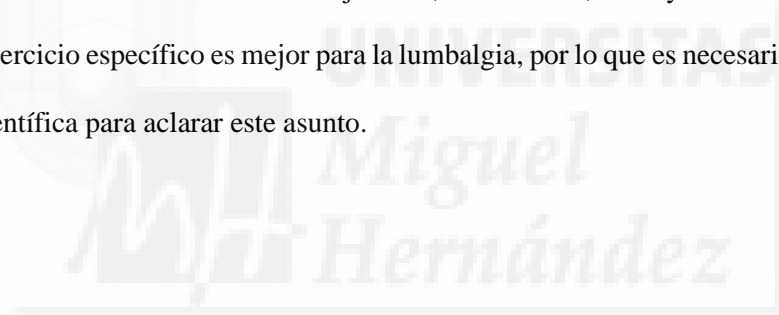 ercicio específico es mejor para la lumbalgia, por lo que es necesari
entífica para aclarar este asunto.
UNIVERSITAS
Miguel
Hernández